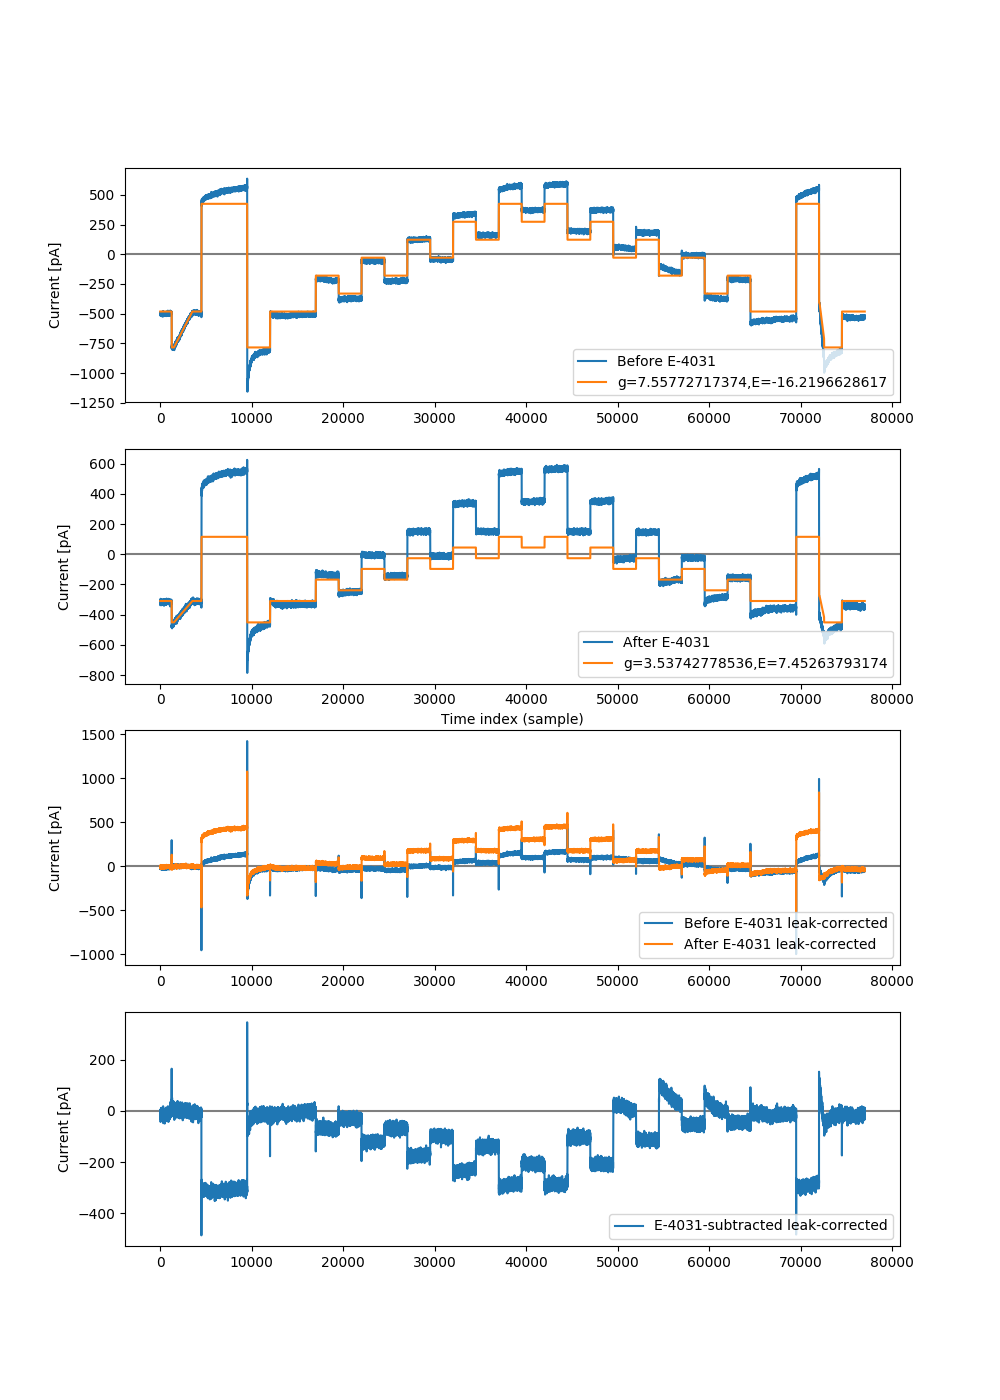 500
250
0
−250
−500
−750
−1000
−1250
Current [pA]
Before E-4031
g=7.55772717374,E=-16.2196628617
0 10000 20000 30000 40000 50000 60000 70000 80000
600
400
200
0
−200
−400
−600
−800
Current [pA]
After E-4031
g=3.53742778536,E=7.45263793174
0 10000 20000 30000 40000 50000 60000 70000 80000
Time index (sample)
1500
1000
500
0
−500
−1000
Current [pA]
Before E-4031 leak-corrected
After E-4031 leak-corrected
0 10000 20000 30000 40000 50000 60000 70000 80000
200
0
−200
−400
Current [pA]
E-4031-subtracted leak-corrected
0 10000 20000 30000 40000 50000 60000 70000 80000